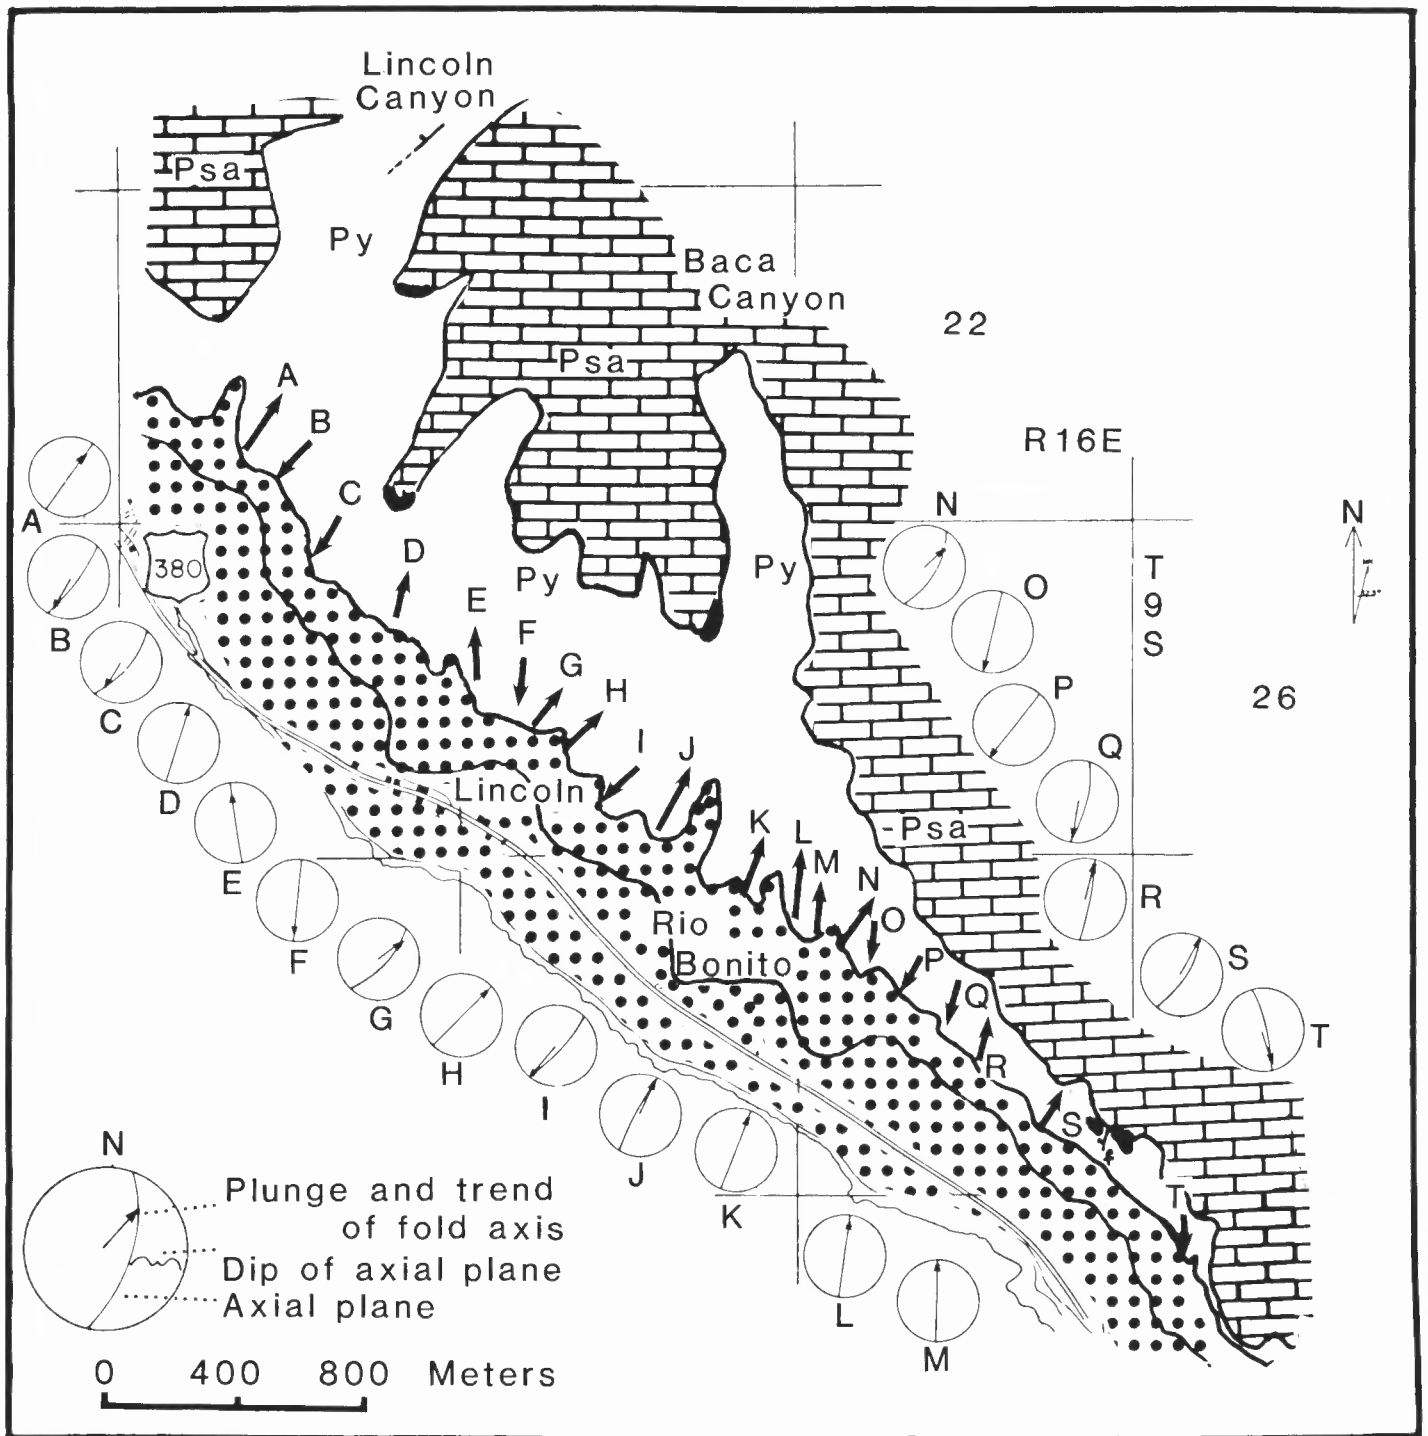 Lincoln
Canyon
Psa
Py
Baca
Canyon
22
Psa
A
B
R16E
C
N
N
A
380
D
Py
Py
T
9
S
E
O
B
F
G
P
H
26
C
I
J
Q
D
Lincoln
K
Psa
L
M
E
N
R
O
Rio
F
P
S
Bonito
Q
G
T
R
H
I
S
N
J
T
Plunge and trend
of fold axis
K
Dip of axial plane
Axial plane
L
M
0 400 800 Meters